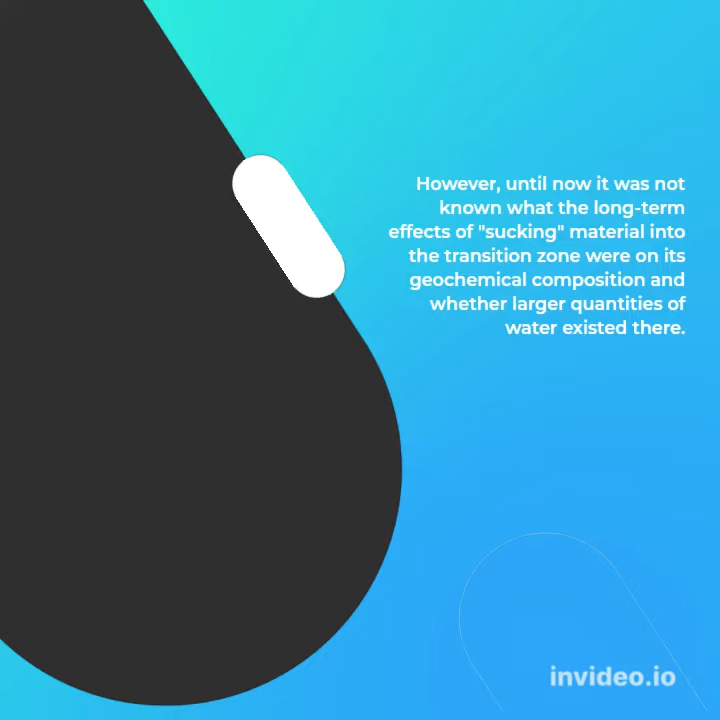 However, until now it was not
known what the long-term
effects of "sucking" material into
the transition zone were on its
geochemical composition and
whether larger quantities of
water existed there.
invideo.io